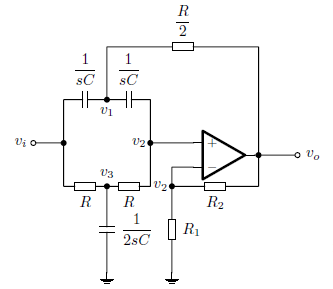 R
2
1
sC
1
sC
v₁
vᵢ
v₂
+
−
vₒ
v₃
v₂
R
R
R₂
1
2sC
R₁